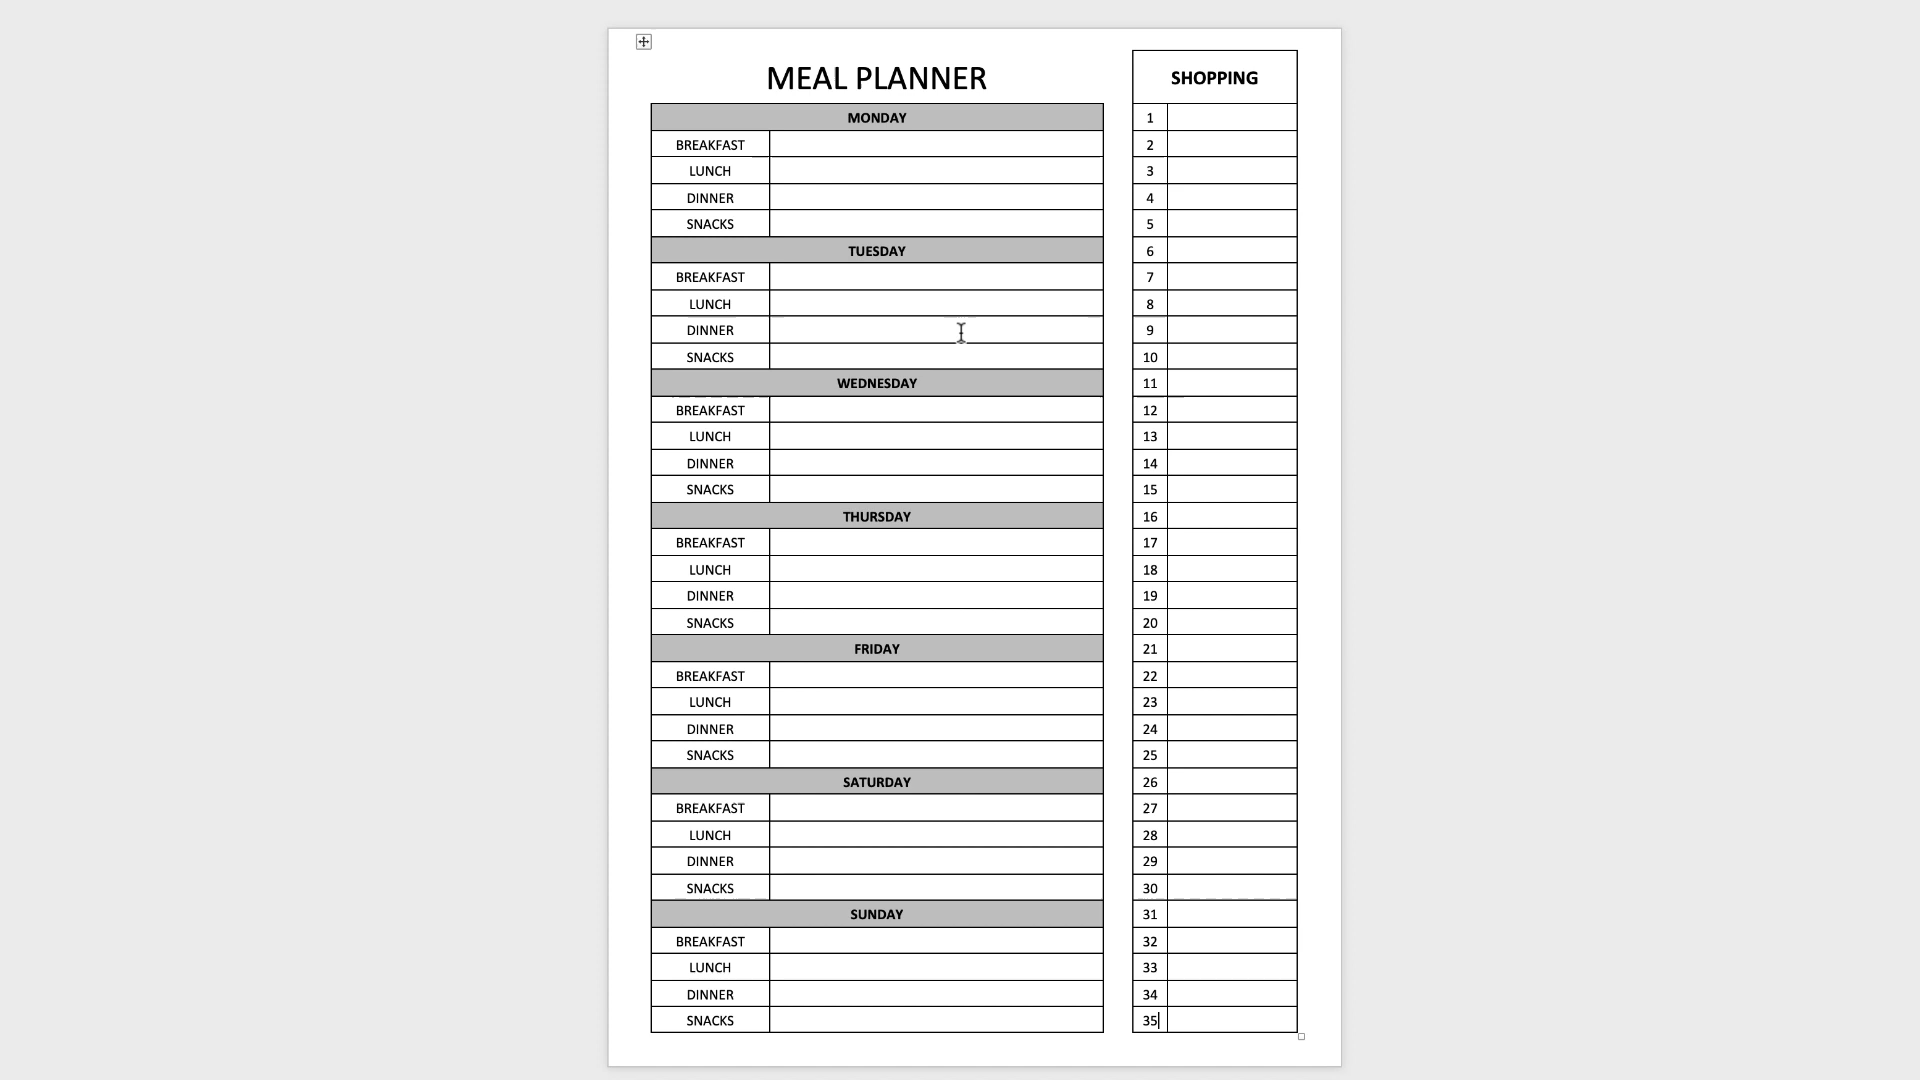 MEAL PLANNER
SHOPPING
MONDAY 1
BREAKFAST 2
LUNCH 3
DINNER 4
SNACKS 5
TUESDAY 6
BREAKFAST 7
LUNCH 8
DINNER 9
SNACKS 10
WEDNESDAY 11
BREAKFAST 12
LUNCH 13
DINNER 14
SNACKS 15
THURSDAY 16
BREAKFAST 17
LUNCH 18
DINNER 19
SNACKS 20
FRIDAY 21
BREAKFAST 22
LUNCH 23
DINNER 24
SNACKS 25
SATURDAY 26
BREAKFAST 27
LUNCH 28
DINNER 29
SNACKS 30
SUNDAY 31
BREAKFAST 32
LUNCH 33
DINNER 34
SNACKS 35